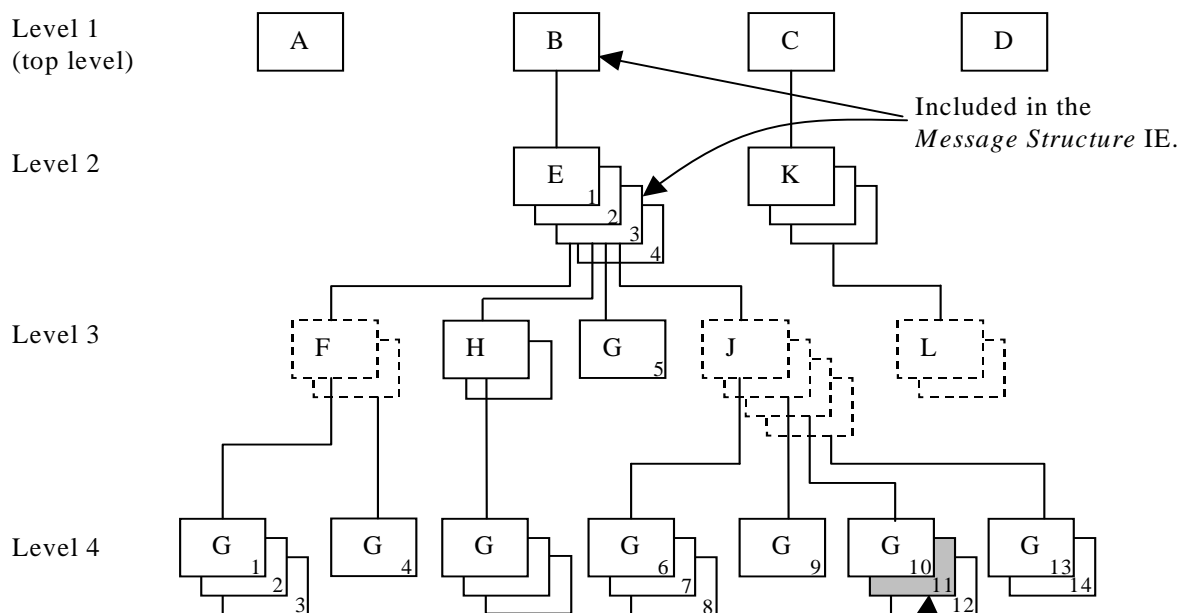 Level 1
(top level)
A
B
C
D
Included in the
Message Structure IE.
Level 2
E
1
2
3
4
K
Level 3
F
H
G
5
J
L
Level 4
G
1
2
3
G
4
G
G
6
7
8
G
9
G
10
11
12
G
13
14